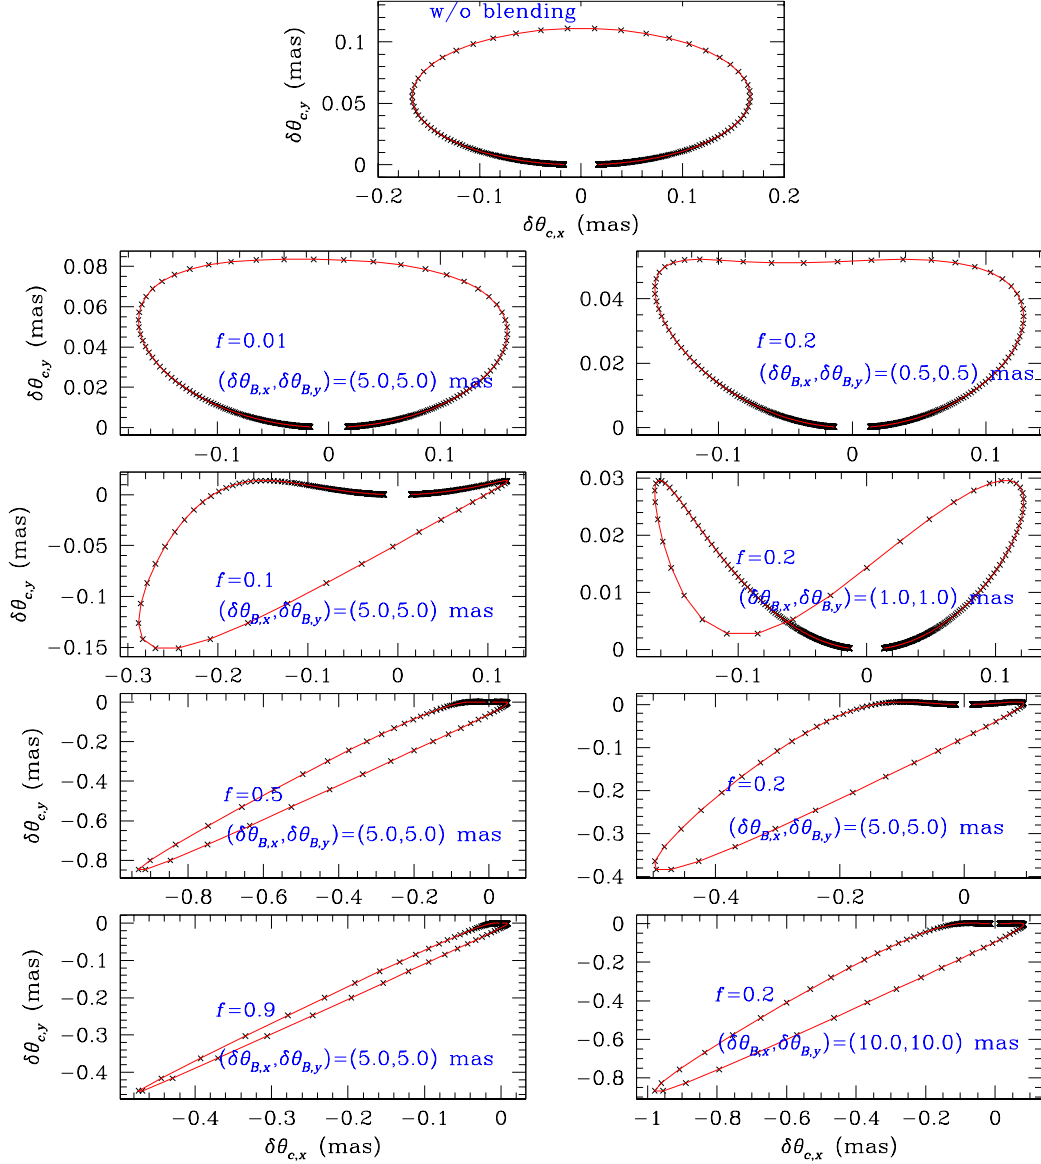 w/o blending
δθc,y (mas)
0.1
0.05
0
−0.2 −0.1 0 0.1 0.2
δθc,x (mas)
δθc,y (mas)
0.08
0.06
0.04
0.02
0
f=0.01
(δθB,x,δθB,y)=(5.0,5.0) mas
−0.1 0 0.1
0.04
0.02
0
f=0.2
(δθB,x,δθB,y)=(0.5,0.5) mas
−0.1 0 0.1
δθc,y (mas)
0
−0.05
−0.1
−0.15
f=0.1
(δθB,x,δθB,y)=(5.0,5.0) mas
−0.3 −0.2 −0.1 0 0.1
0.03
0.02
0.01
0
f=0.2
(δθB,x,δθB,y)=(1.0,1.0) mas
−0.1 0 0.1
δθc,y (mas)
0
−0.2
−0.4
−0.6
−0.8
f=0.5
(δθB,x,δθB,y)=(5.0,5.0) mas
−0.8 −0.6 −0.4 −0.2 0
0
−0.1
−0.2
−0.3
−0.4
f=0.2
(δθB,x,δθB,y)=(5.0,5.0) mas
−0.4 −0.2 0
δθc,y (mas)
0
−0.1
−0.2
−0.3
−0.4
f=0.9
(δθB,x,δθB,y)=(5.0,5.0) mas
−0.4 −0.3 −0.2 −0.1 0
δθc,x (mas)
0
−0.2
−0.4
−0.6
−0.8
f=0.2
(δθB,x,δθB,y)=(10.0,10.0) mas
−1 −0.8 −0.6 −0.4 −0.2 0
δθc,x (mas)